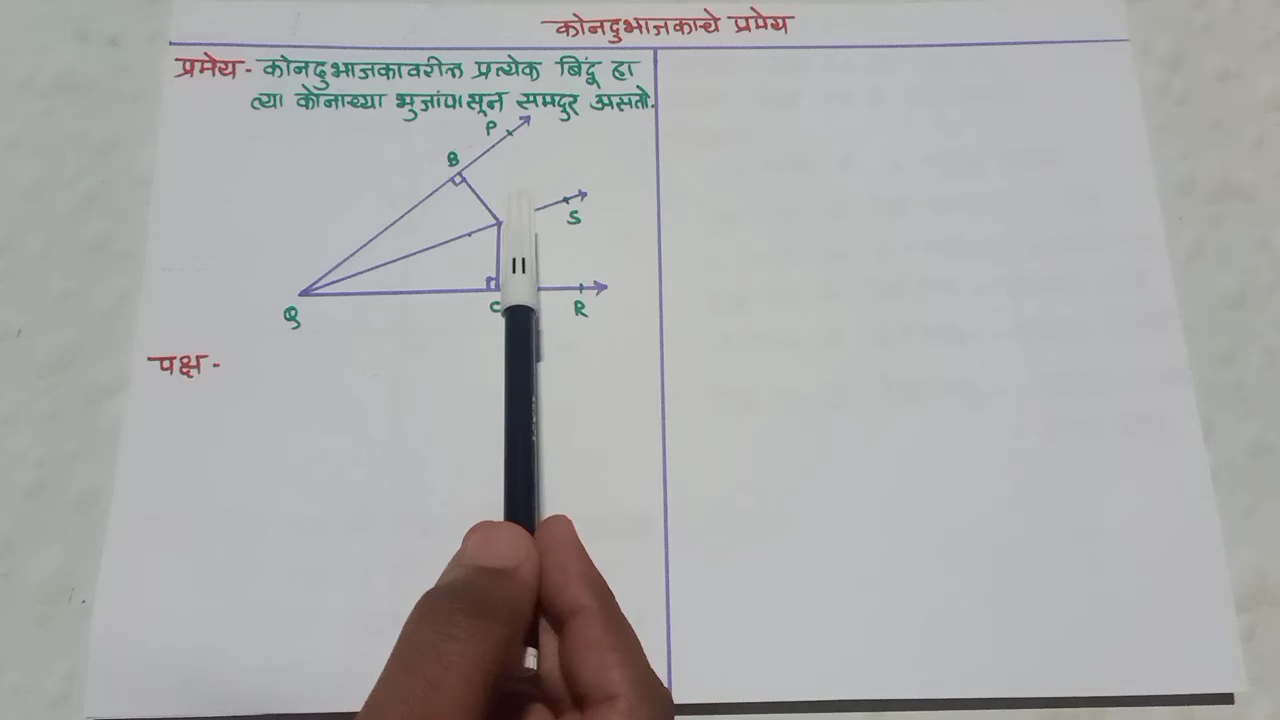 कोनदुभाजकाचे प्रमेय
प्रमेय - कोनदुभाजकावरील प्रत्येक बिंदू हा
त्या कोनाच्या भुजांपासून समदुर असतो.
P
B
S
Q
C
R
पक्ष -